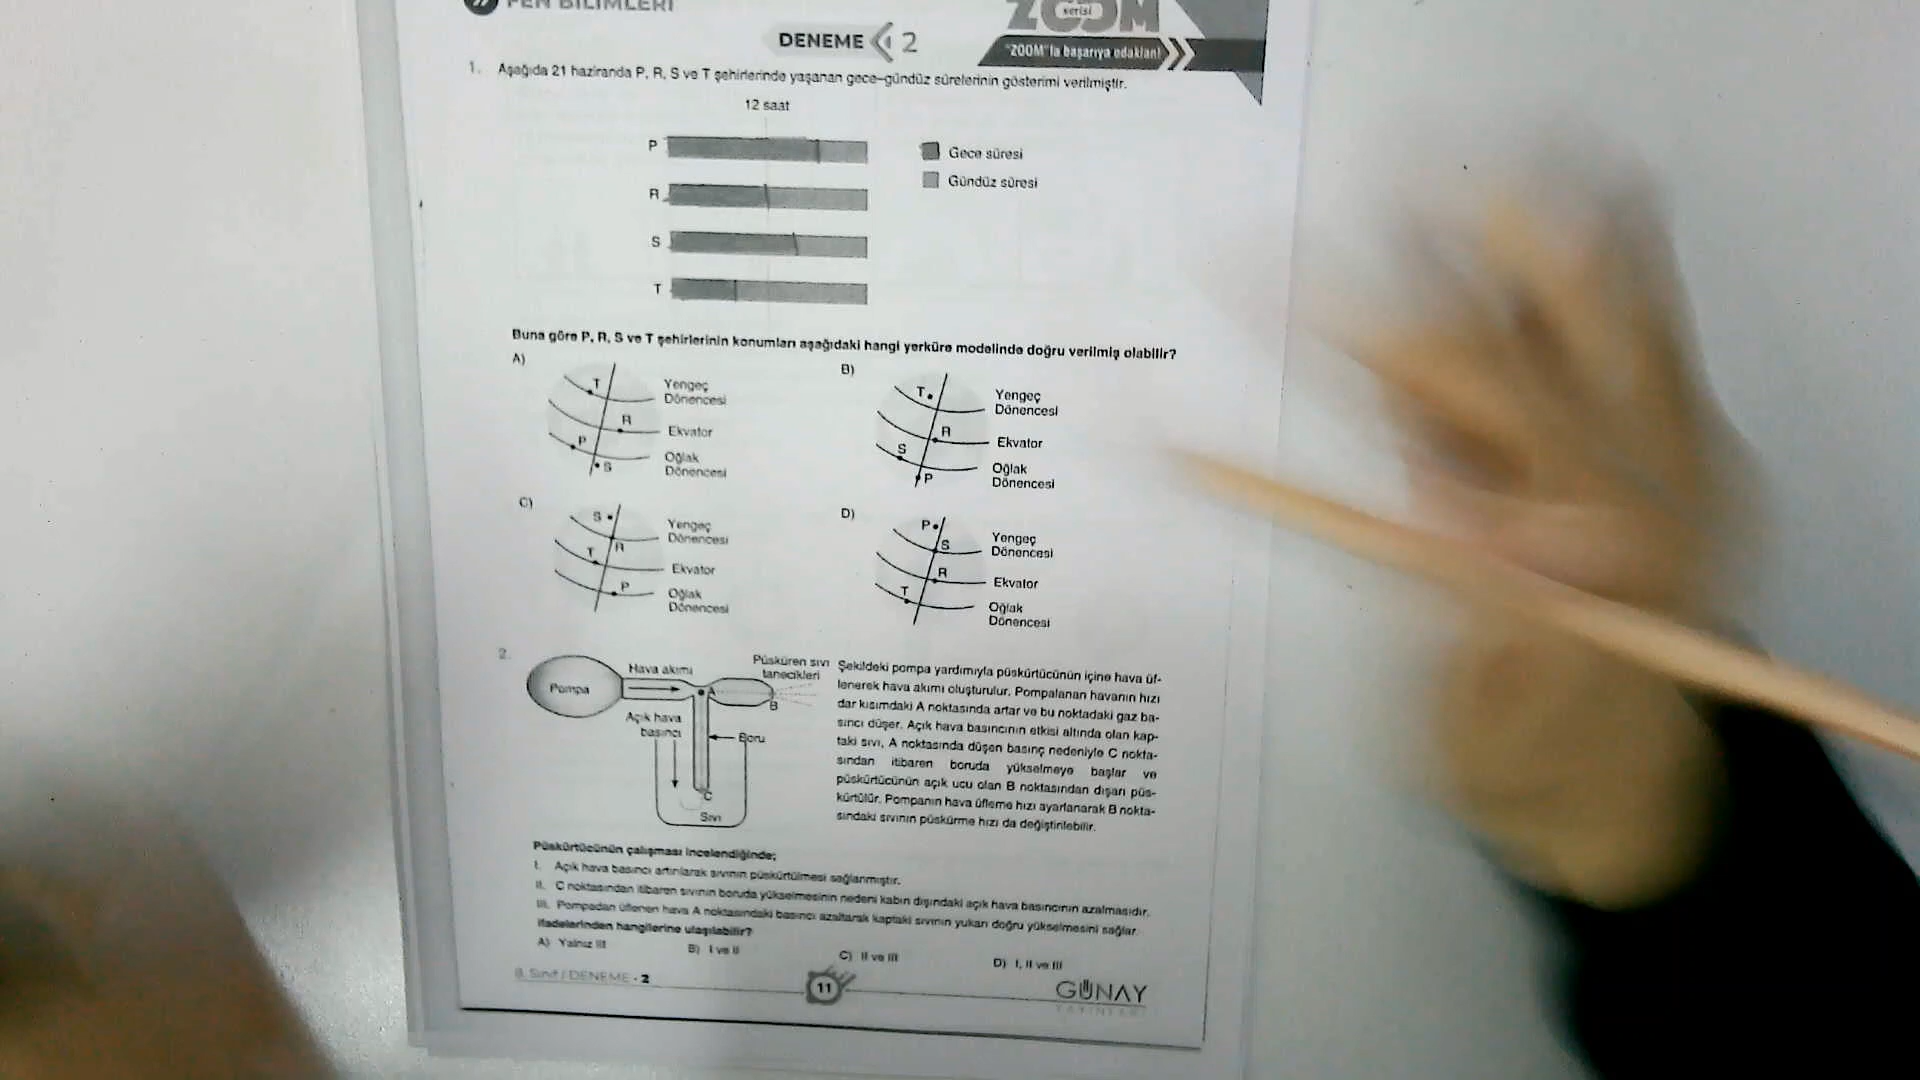 FEN BİLİMLERİ
ZOOM
serisi
"ZOOM"la başarıya odaklan!
DENEME 2
1. Aşağıda 21 haziranda P, R, S ve T şehirlerinde yaşanan gece-gündüz sürelerinin gösterimi verilmiştir.
12 saat
P
R
S
T
Gece süresi
Gündüz süresi
Buna göre P, R, S ve T şehirlerinin konumları aşağıdaki hangi yerküre modelinde doğru verilmiş olabilir?
A)
T
R
P
S
Yengeç
Dönencesi
Ekvator
Oğlak
Dönencesi
B)
T
R
S
P
Yengeç
Dönencesi
Ekvator
Oğlak
Dönencesi
C)
S
R
T
P
Yengeç
Dönencesi
Ekvator
Oğlak
Dönencesi
D)
P
S
R
T
Yengeç
Dönencesi
Ekvator
Oğlak
Dönencesi
2.
Pompa
Hava akımı
Püsküren sıvı
tanecikleri
A
B
Açık hava
basıncı
Boru
C
Sıvı
Şekildeki pompa yardımıyla püskürtücünün içine hava üf-
lenerek hava akımı oluşturulur. Pompalanan havanın hızı
dar kısımdaki A noktasında artar ve bu noktadaki gaz ba-
sıncı düşer. Açık hava basıncının etkisi altında olan kap-
taki sıvı, A noktasında düşen basınç nedeniyle C nokta-
sından itibaren boruda yükselmeye başlar ve
püskürtücünün açık ucu olan B noktasından dışarı püs-
kürtülür. Pompanın hava üfleme hızı ayarlanarak B nokta-
sındaki sıvının püskürme hızı da değiştirilebilir.
Püskürtücünün çalışması incelendiğinde;
I. Açık hava basıncı artırılarak sıvının püskürtülmesi sağlanmıştır.
II. C noktasından itibaren sıvının boruda yükselmesinin nedeni kabın dışındaki açık hava basıncının azalmasıdır.
III. Pompadan üflenen hava A noktasındaki basıncı azaltarak kaptaki sıvının yukarı doğru yükselmesini sağlar.
ifadelerinden hangilerine ulaşılabilir?
A) Yalnız III
B) I ve II
C) II ve III
D) I, II ve III
8. Sınıf / DENEME - 2
11
GÜNAY
YAYINLARI